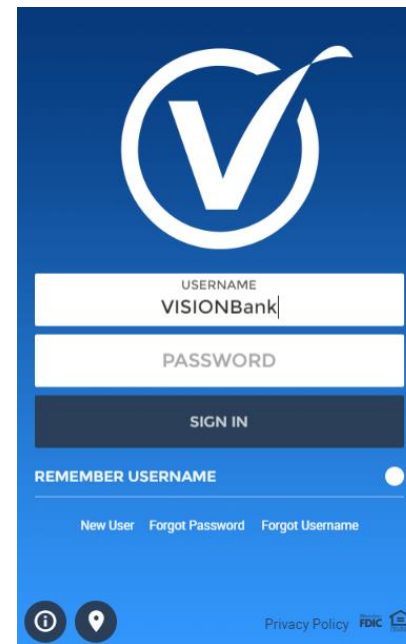 USERNAME
VISIONBank
PASSWORD
SIGN IN
REMEMBER USERNAME
New User Forgot Password Forgot Username
Privacy Policy FDIC